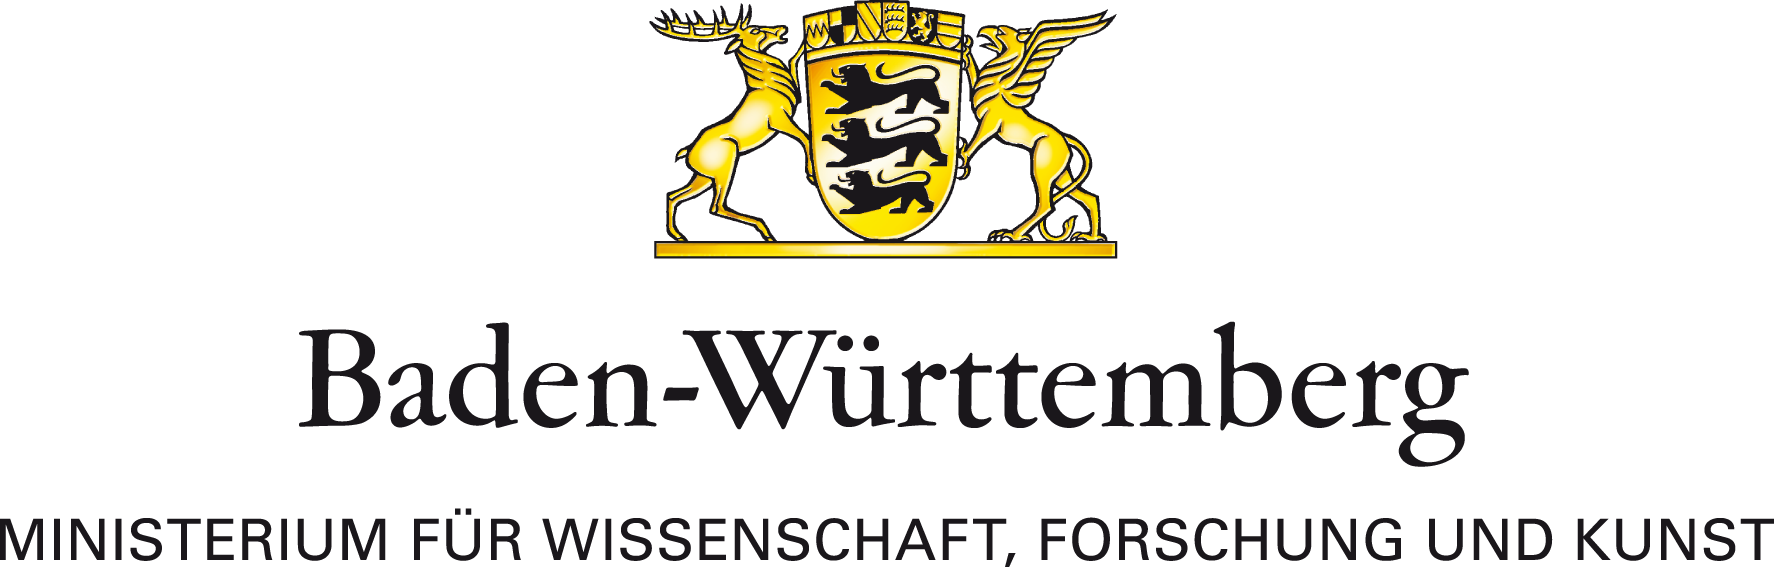 Baden-Württemberg
MINISTERIUM FÜR WISSENSCHAFT, FORSCHUNG UND KUNST